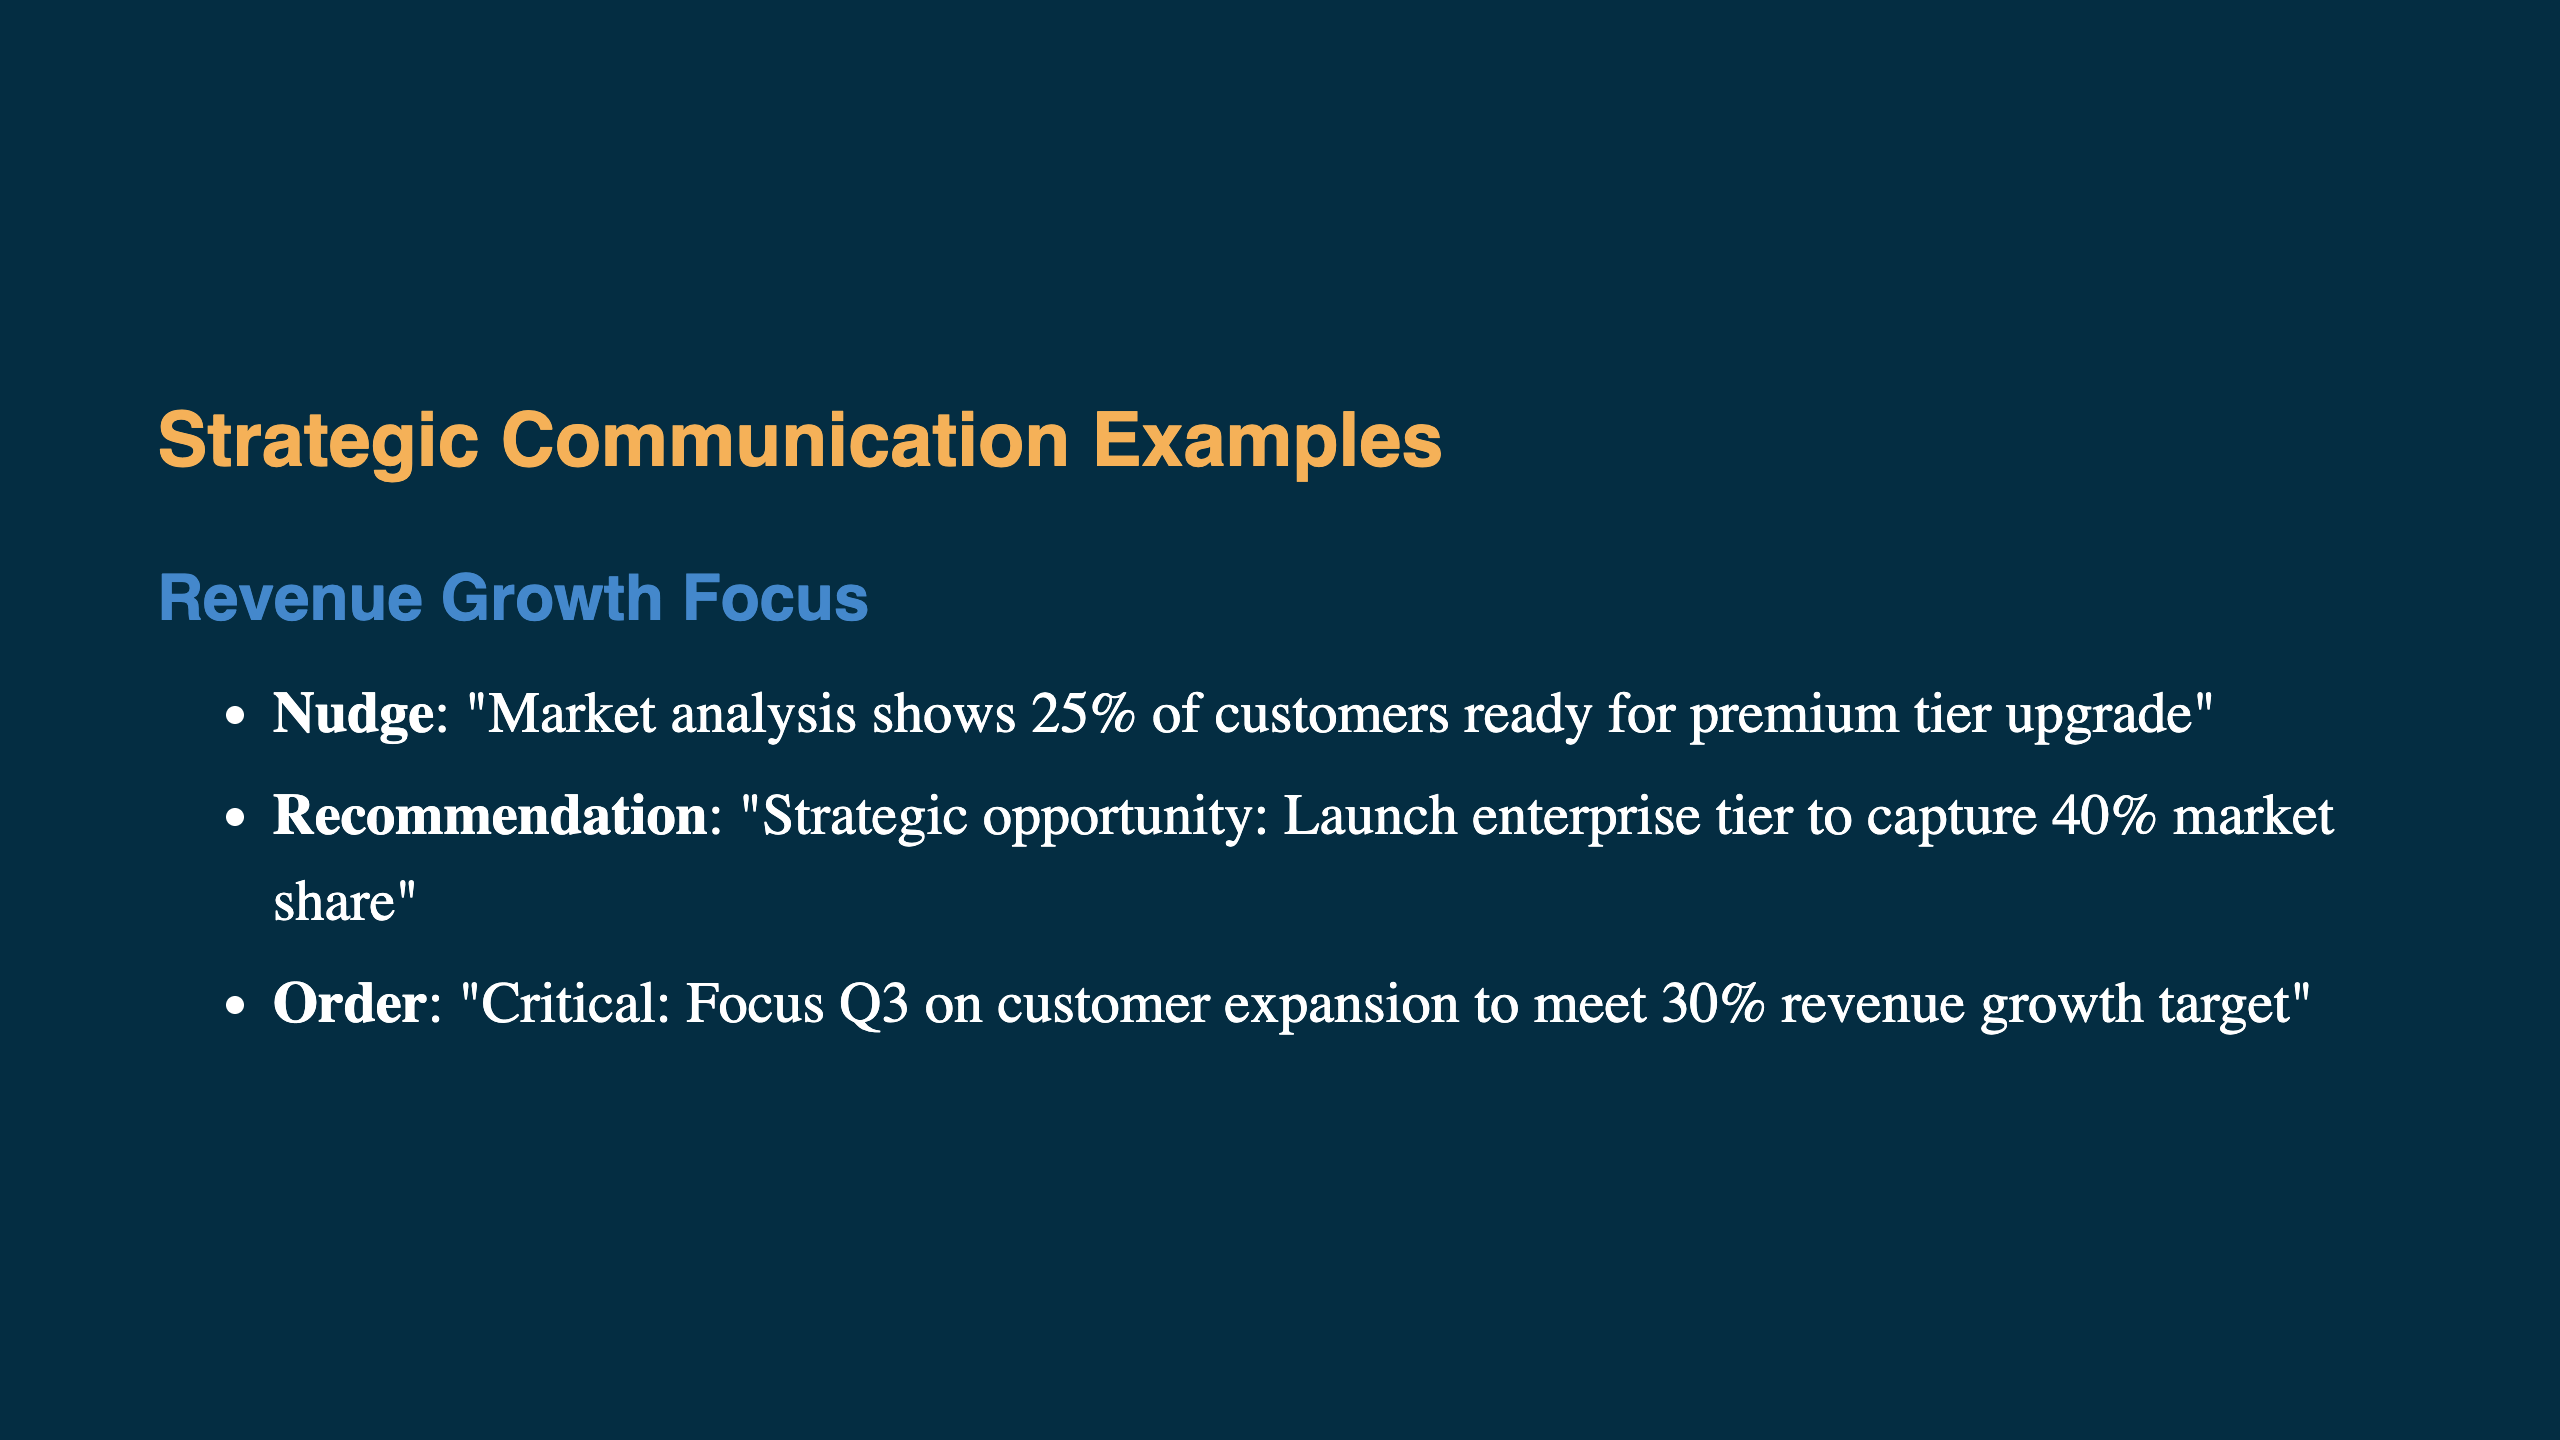 Strategic Communication Examples
Revenue Growth Focus
• Nudge: "Market analysis shows 25% of customers ready for premium tier upgrade"
• Recommendation: "Strategic opportunity: Launch enterprise tier to capture 40% market
share"
• Order: "Critical: Focus Q3 on customer expansion to meet 30% revenue growth target"